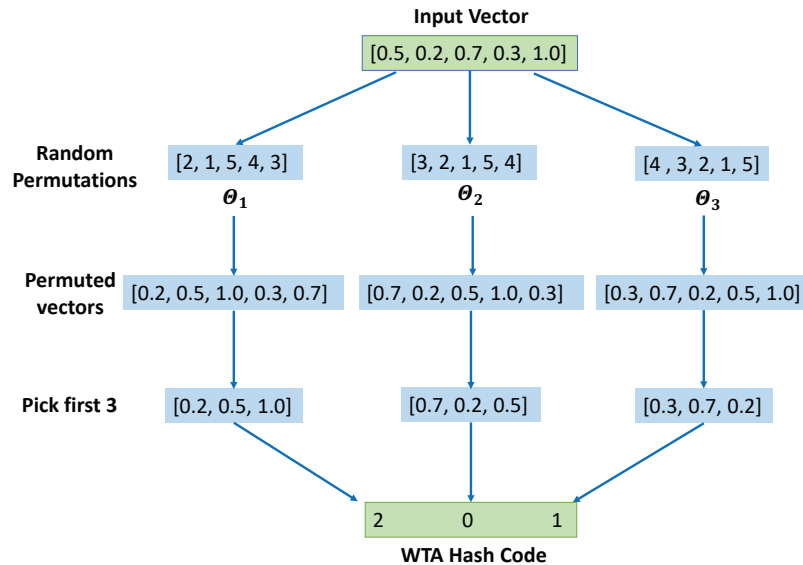 Input Vector
[0.5, 0.2, 0.7, 0.3, 1.0]
Random
Permutations
[2, 1, 5, 4, 3]
[3, 2, 1, 5, 4]
[4 , 3, 2, 1, 5]
Θ1
Θ2
Θ3
Permuted
vectors
[0.2, 0.5, 1.0, 0.3, 0.7]
[0.7, 0.2, 0.5, 1.0, 0.3]
[0.3, 0.7, 0.2, 0.5, 1.0]
Pick first 3
[0.2, 0.5, 1.0]
[0.7, 0.2, 0.5]
[0.3, 0.7, 0.2]
2 0 1
WTA Hash Code